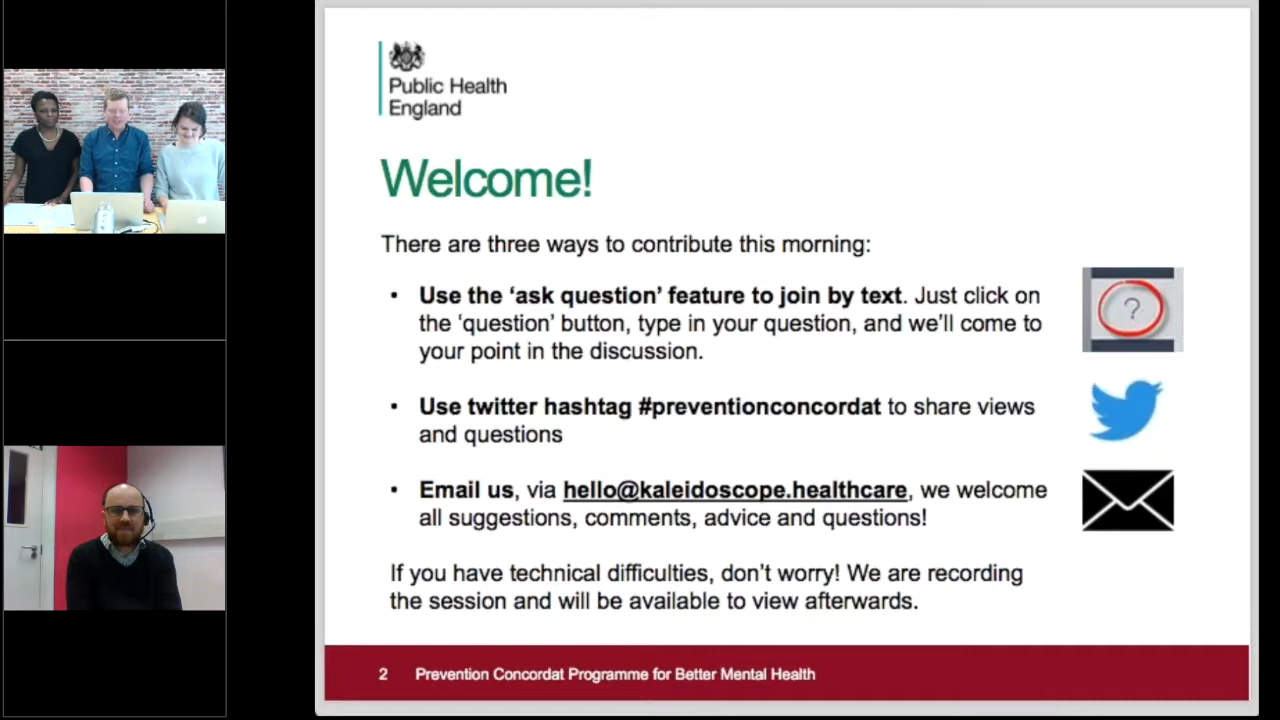 Public Health
England
Welcome!
There are three ways to contribute this morning:
• Use the ‘ask question’ feature to join by text. Just click on
the ‘question’ button, type in your question, and we’ll come to
your point in the discussion.
?
• Use twitter hashtag #preventionconcordat to share views
and questions
• Email us, via hello@kaleidoscope.healthcare, we welcome
all suggestions, comments, advice and questions!
If you have technical difficulties, don’t worry! We are recording
the session and will be available to view afterwards.
2 Prevention Concordat Programme for Better Mental Health